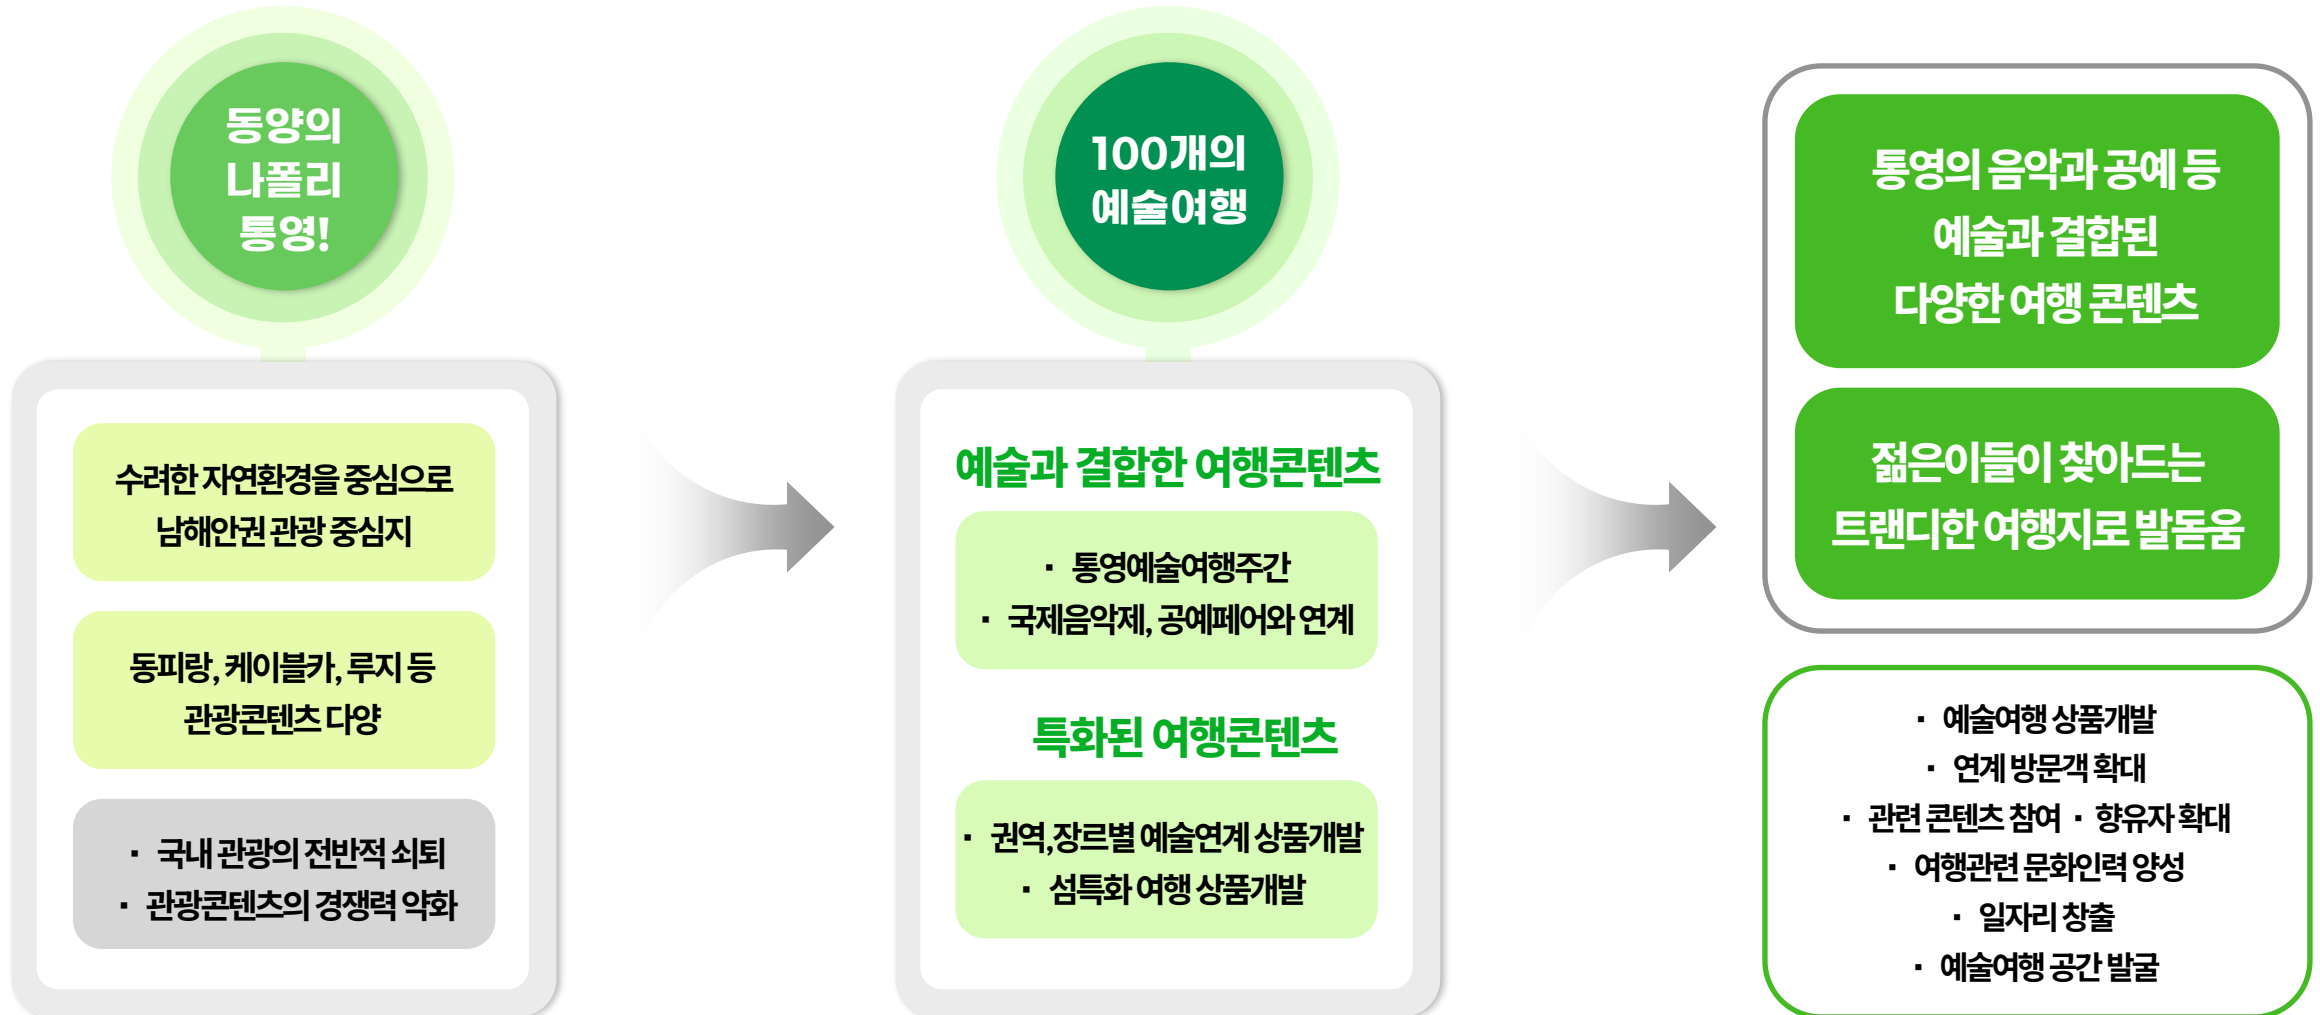 동양의
나폴리
통영!
수려한 자연환경을 중심으로
남해안권 관광 중심지
동피랑, 케이블카, 루지 등
관광콘텐츠 다양
· 국내 관광의 전반적 쇠퇴
· 관광콘텐츠의 경쟁력 약화
100개의
예술여행
예술과 결합한 여행콘텐츠
· 통영예술여행주간
· 국제음악제, 공예페어와 연계
특화된 여행콘텐츠
· 권역,장르별 예술연계 상품개발
· 섬특화 여행 상품개발
통영의 음악과 공예 등
예술과 결합된
다양한 여행 콘텐츠
젊은이들이 찾아드는
트랜디한 여행지로 발돋움
· 예술여행 상품개발
· 연계 방문객 확대
· 관련 콘텐츠 참여 · 향유자 확대
· 여행관련 문화인력 양성
· 일자리 창출
· 예술여행 공간 발굴